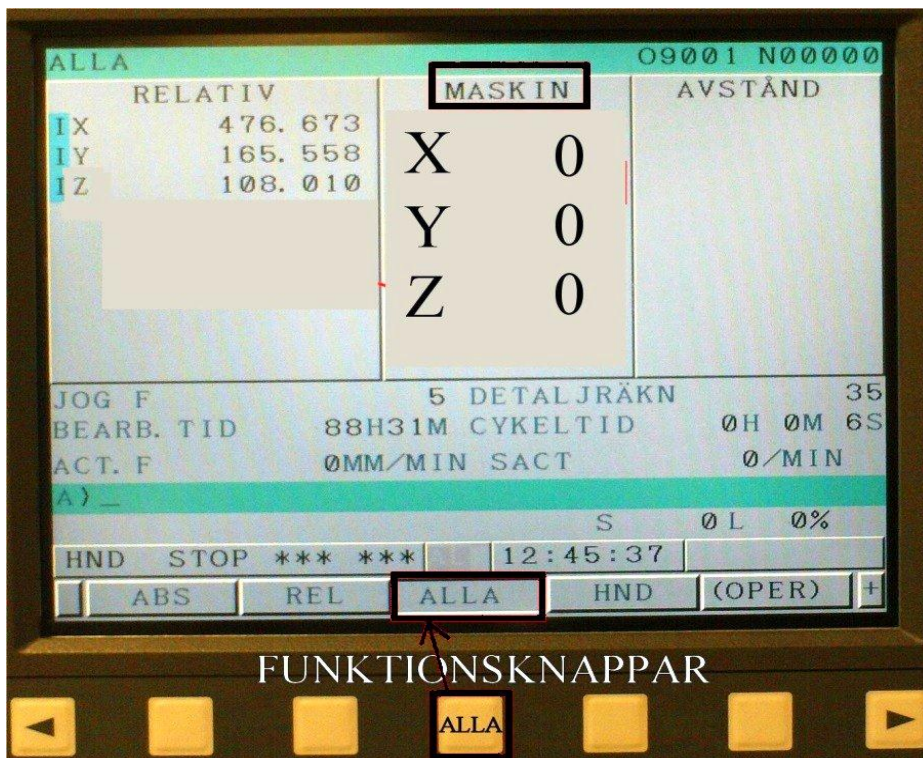 ALLA O9001 N00000
RELATIV MASKIN AVSTÅND
IX 476. 673
IY 165. 558
IZ 108. 010
X 0
Y 0
Z 0
JOG F 5 DETALJRÄKN 35
BEARB. TID 88H31M CYKELTID 0H 0M 6S
ACT. F 0MM/MIN SACT 0/MIN
A)_
S 0 L 0%
HND STOP *** *** 12:45:37
ABS REL ALLA HND (OPER) +
FUNKTIONSKNAPPAR
ALLA